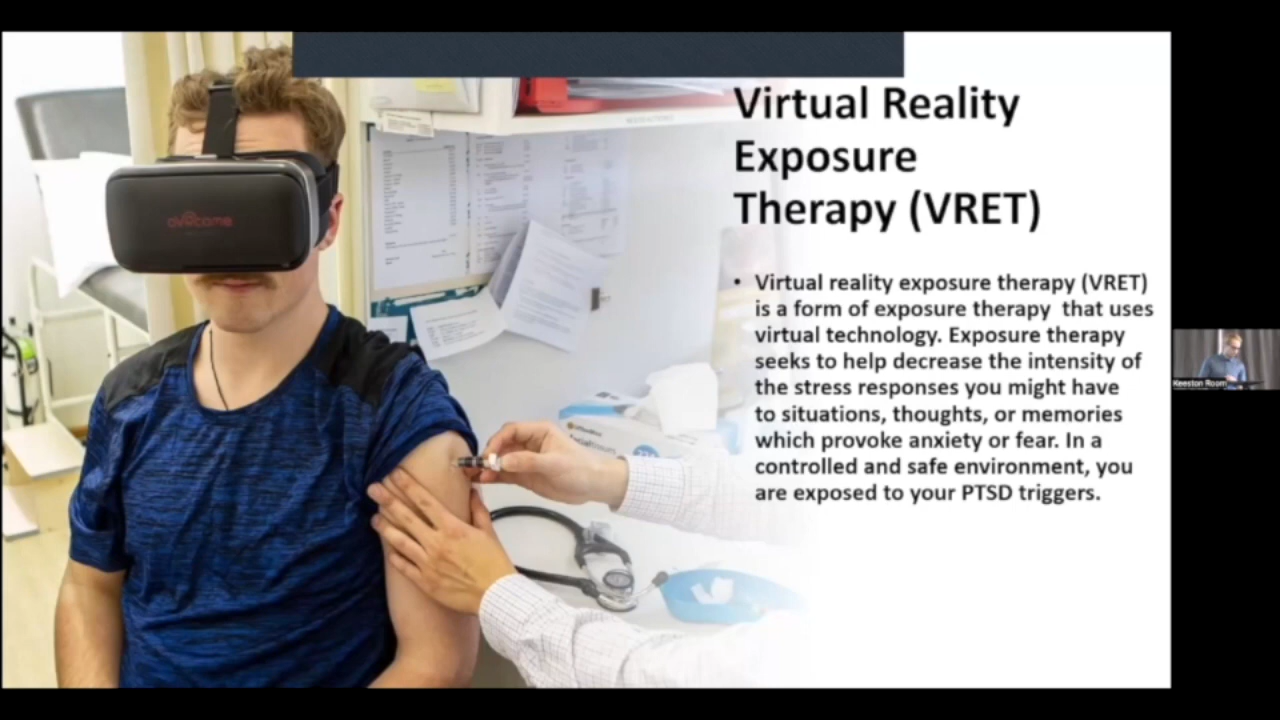 Virtual Reality
Exposure
Therapy (VRET)
• Virtual reality exposure therapy (VRET)
is a form of exposure therapy that uses
virtual technology. Exposure therapy
seeks to help decrease the intensity of
the stress responses you might have
to situations, thoughts, or memories
which provoke anxiety or fear. In a
controlled and safe environment, you
are exposed to your PTSD triggers.
Keeston Room